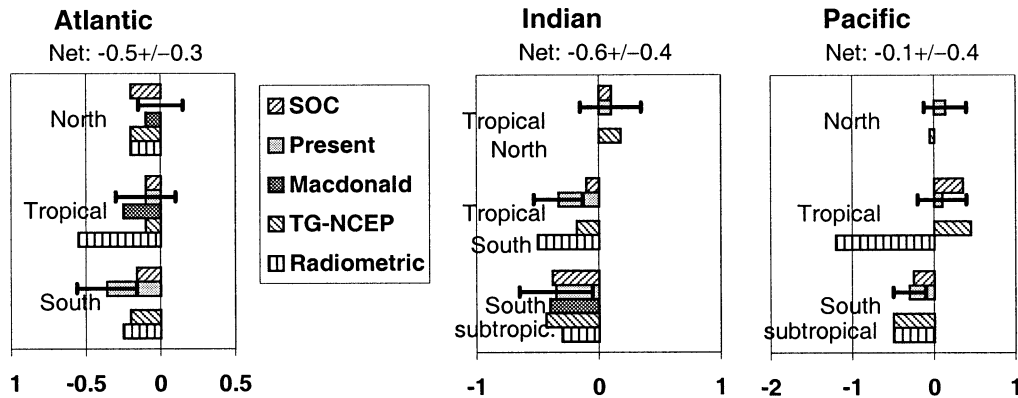 Atlantic
Net: -0.5+/−0.3
North
Tropical
South
1 -0.5 0 0.5
SOC
Present
Macdonald
TG-NCEP
Radiometric
Indian
Net: -0.6+/−0.4
Tropical
North
Tropical
South
South
subtropic.
-1 0 1
Pacific
Net: -0.1+/−0.4
North
Tropical
South
subtropical
-2 -1 0 1